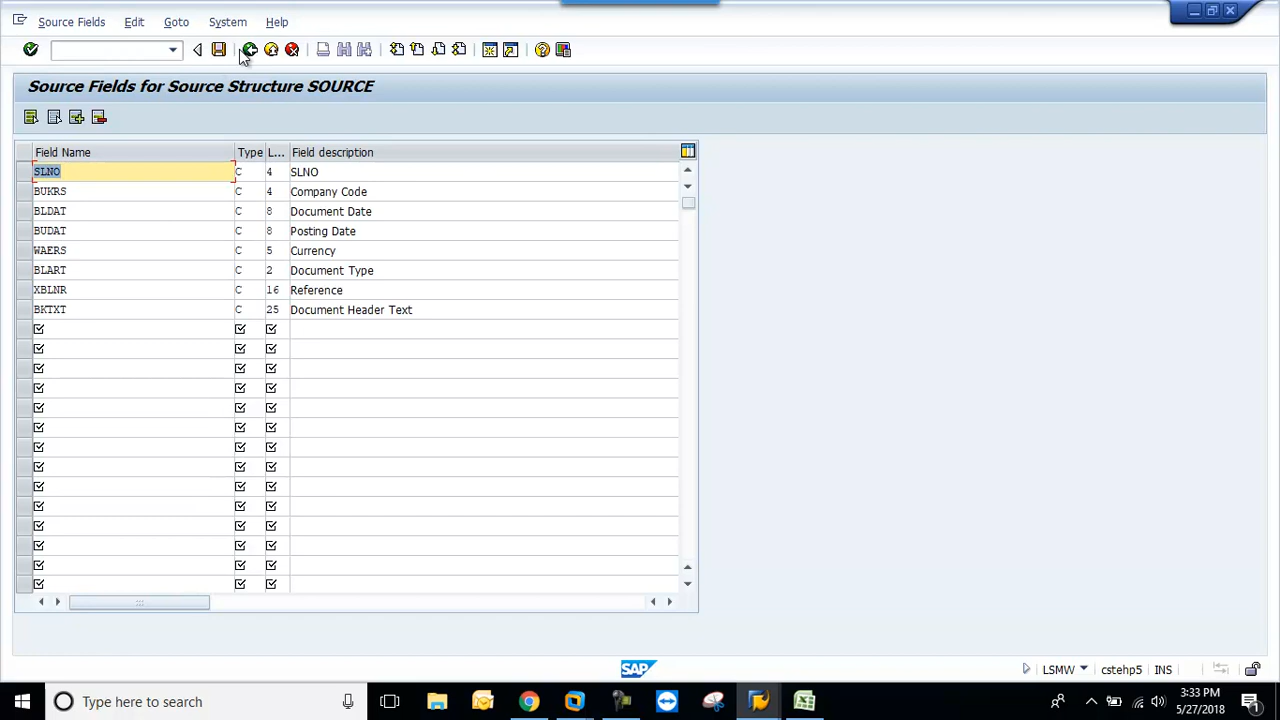 Source Fields Edit Goto System Help
Source Fields for Source Structure SOURCE
Field Name Type L... Field description
SLNO C 4 SLNO
BUKRS C 4 Company Code
BLDAT C 8 Document Date
BUDAT C 8 Posting Date
WAERS C 5 Currency
BLART C 2 Document Type
XBLNR C 16 Reference
BKTXT C 25 Document Header Text
SAP
LSMW cstehp5 INS
Type here to search
3:33 PM
5/27/2018
1